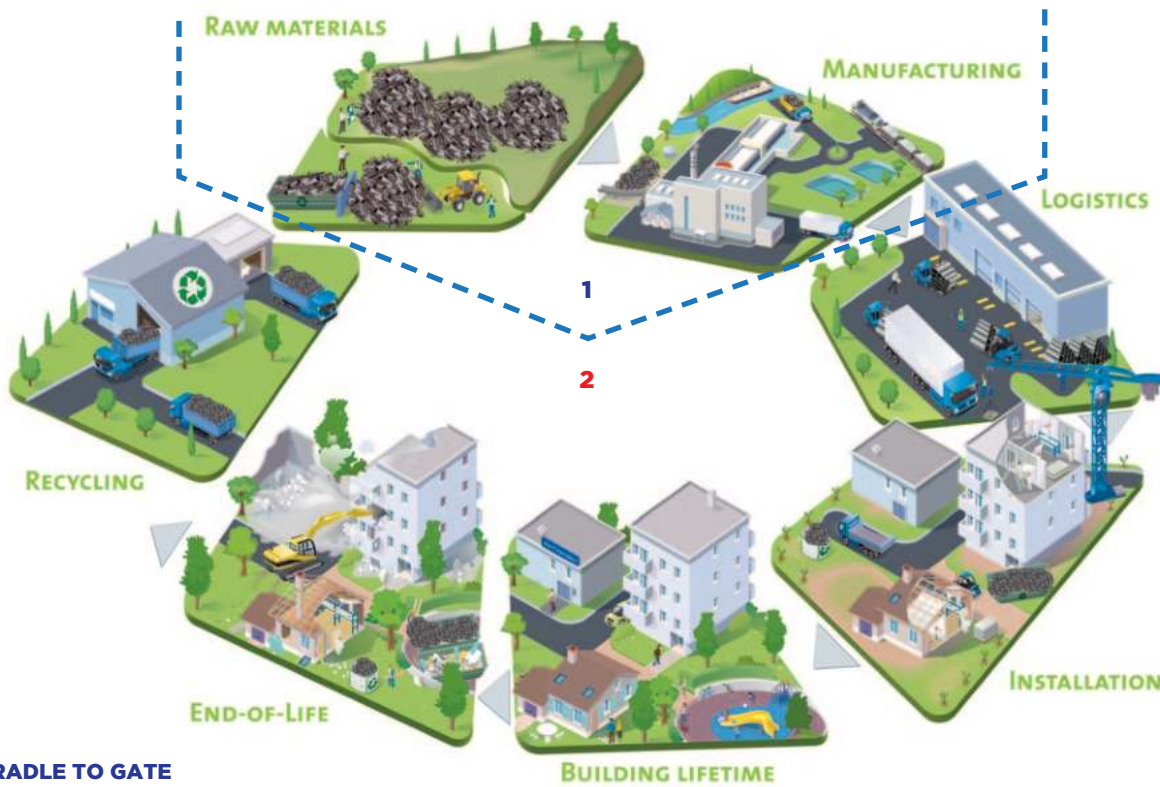 RAW MATERIALS
MANUFACTURING
LOGISTICS
1
2
RECYCLING
INSTALLATION
END-OF-LIFE
BUILDING LIFETIME
RADLE TO GATE